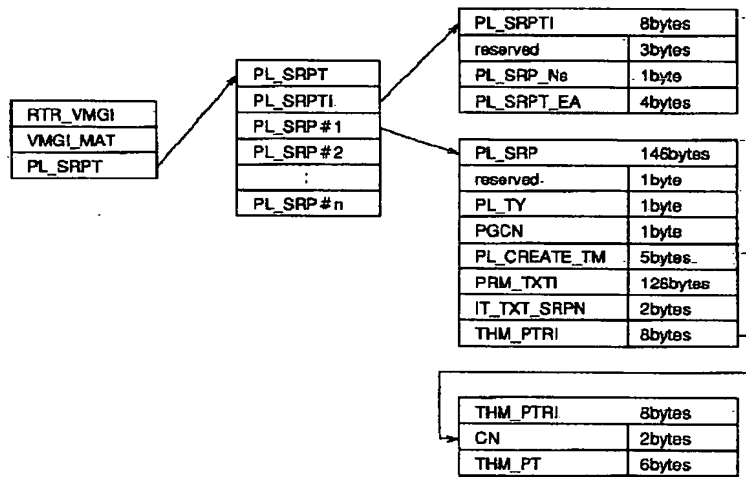 RTR_VMGI
VMGI_MAT
PL_SRPT
PL_SRPT
PL_SRPTI
PL_SRP#1
PL_SRP#2
:
PL_SRP#n
PL_SRPTI 8bytes
reserved 3bytes
PL_SRP_Ns 1byte
PL_SRPT_EA 4bytes
PL_SRP 146bytes
reserved 1byte
PL_TY 1byte
PGCN 1byte
PL_CREATE_TM 5bytes
PRM_TXTI 128bytes
IT_TXT_SRPN 2bytes
THM_PTRI 8bytes
THM_PTRI 8bytes
CN 2bytes
THM_PT 6bytes